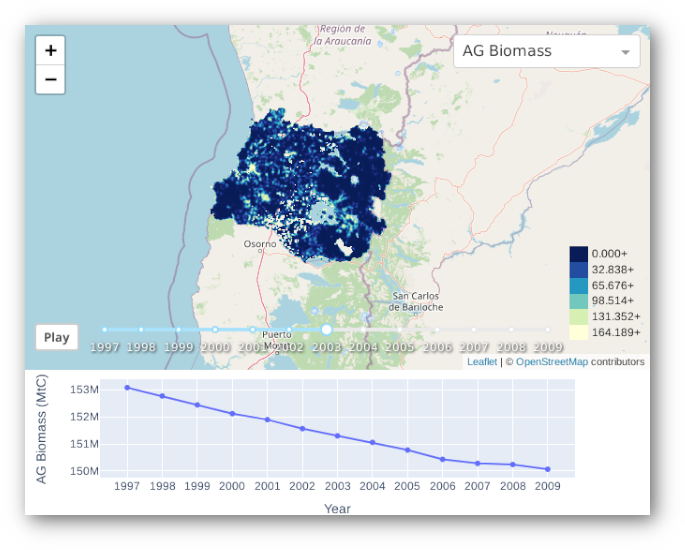 Región de
la Araucanía
+
−
AG Biomass
Osorno
San Carlos
de Bariloche
0.000+
32.838+
65.676+
98.514+
131.352+
164.189+
Play
Puerto
1997 1998 1999 2000 2001 2002 2003 2004 2005 2006 2007 2008 2009
Leaflet | © OpenStreetMap contributors
AG Biomass (MtC)
153M
152M
151M
150M
1997 1998 1999 2000 2001 2002 2003 2004 2005 2006 2007 2008 2009
Year